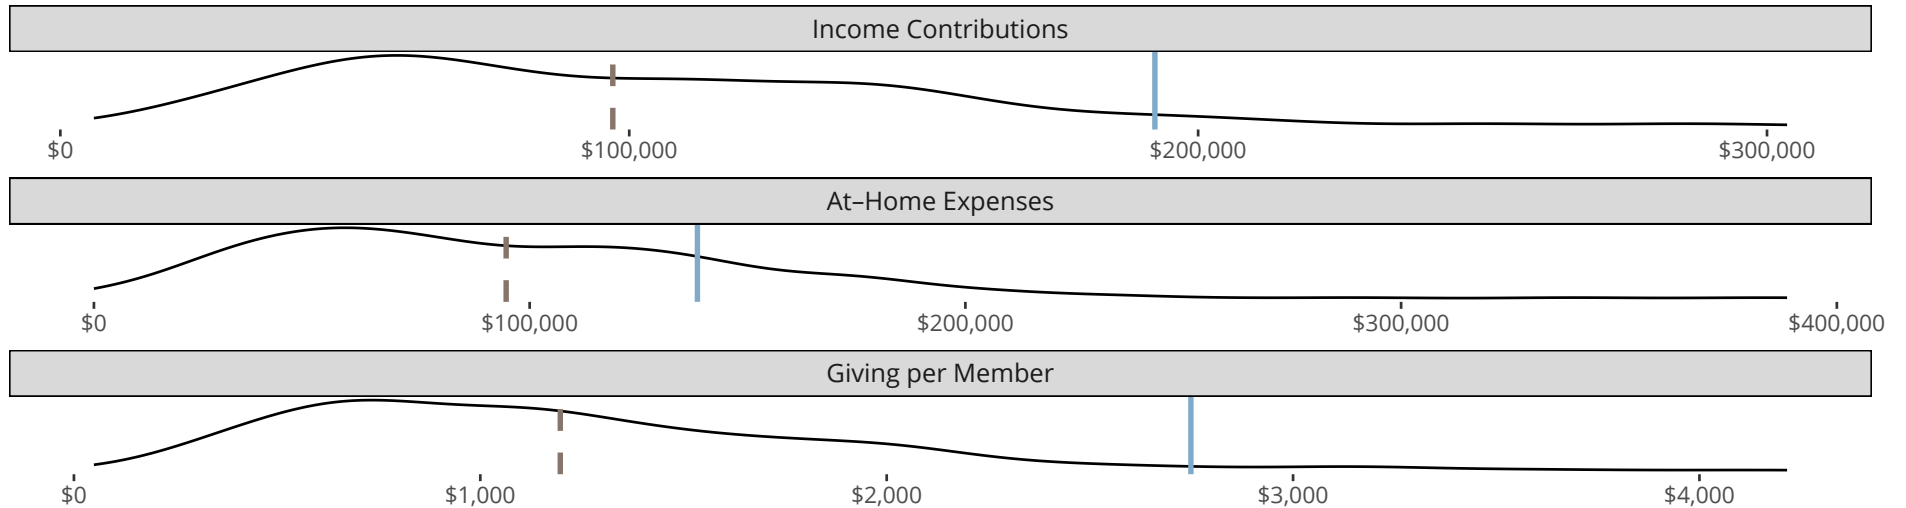 Income Contributions
$0 $100,000 $200,000 $300,000
At–Home Expenses
$0 $100,000 $200,000 $300,000 $400,000
Giving per Member
$0 $1,000 $2,000 $3,000 $4,000